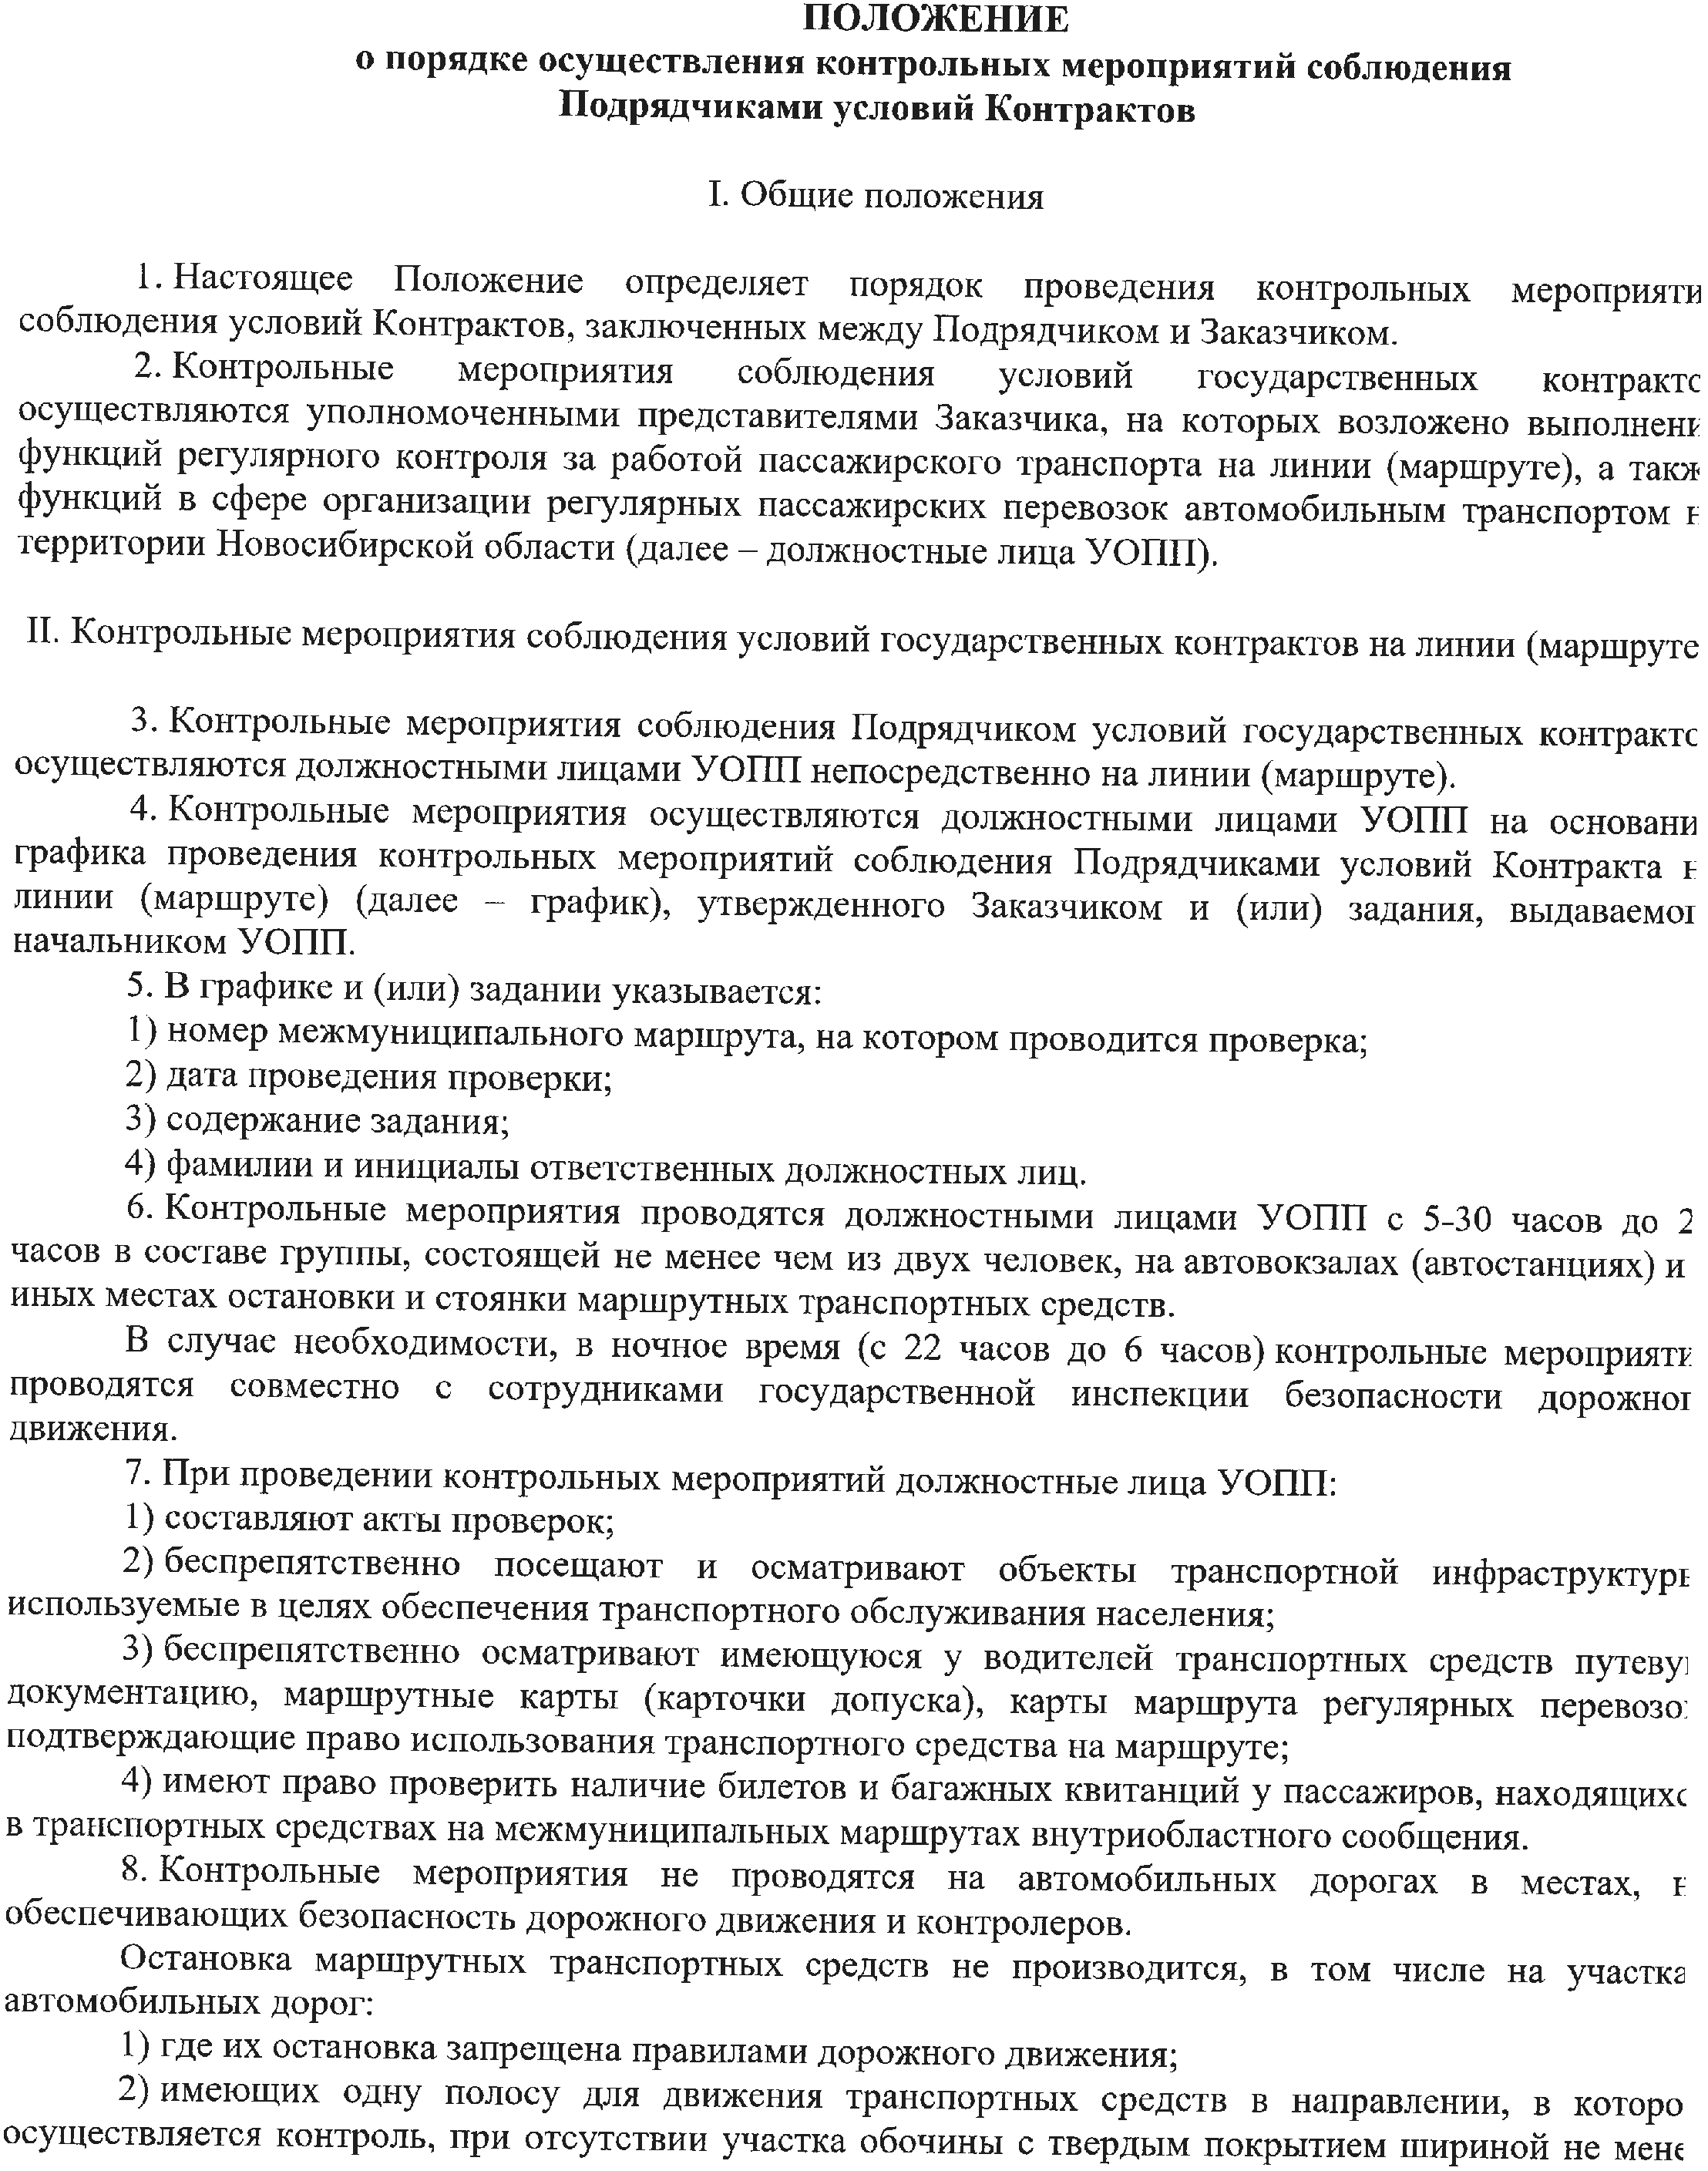 ПОЛОЖЕНИЕ
о порядке осуществления контрольных мероприятий соблюдения
Подрядчиками условий Контрактов
I. Общие положения
1. Настоящее Положение определяет порядок проведения контрольных мероприяти
соблюдения условий Контрактов, заключенных между Подрядчиком и Заказчиком.
2. Контрольные мероприятия соблюдения условий государственных контракто
осуществляются уполномоченными представителями Заказчика, на которых возложено выполнени
функций регулярного контроля за работой пассажирского транспорта на линии (маршруте), а такж
функций в сфере организации регулярных пассажирских перевозок автомобильным транспортом н
территории Новосибирской области (далее – должностные лица УОПП).
II. Контрольные мероприятия соблюдения условий государственных контрактов на линии (маршруте
3. Контрольные мероприятия соблюдения Подрядчиком условий государственных контракто
осуществляются должностными лицами УОПП непосредственно на линии (маршруте).
4. Контрольные мероприятия осуществляются должностными лицами УОПП на основани
графика проведения контрольных мероприятий соблюдения Подрядчиками условий Контракта н
линии (маршруте) (далее – график), утвержденного Заказчиком и (или) задания, выдаваемог
начальником УОПП.
5. В графике и (или) задании указывается:
1) номер межмуниципального маршрута, на котором проводится проверка;
2) дата проведения проверки;
3) содержание задания;
4) фамилии и инициалы ответственных должностных лиц.
6. Контрольные мероприятия проводятся должностными лицами УОПП с 5-30 часов до 2
часов в составе группы, состоящей не менее чем из двух человек, на автовокзалах (автостанциях) и
иных местах остановки и стоянки маршрутных транспортных средств.
В случае необходимости, в ночное время (с 22 часов до 6 часов) контрольные мероприяти
проводятся совместно с сотрудниками государственной инспекции безопасности дорожног
движения.
7. При проведении контрольных мероприятий должностные лица УОПП:
1) составляют акты проверок;
2) беспрепятственно посещают и осматривают объекты транспортной инфраструктуры
используемые в целях обеспечения транспортного обслуживания населения;
3) беспрепятственно осматривают имеющуюся у водителей транспортных средств путеву
документацию, маршрутные карты (карточки допуска), карты маршрута регулярных перевозо
подтверждающие право использования транспортного средства на маршруте;
4) имеют право проверить наличие билетов и багажных квитанций у пассажиров, находящихс
в транспортных средствах на межмуниципальных маршрутах внутриобластного сообщения.
8. Контрольные мероприятия не проводятся на автомобильных дорогах в местах, н
обеспечивающих безопасность дорожного движения и контролеров.
Остановка маршрутных транспортных средств не производится, в том числе на участка
автомобильных дорог:
1) где их остановка запрещена правилами дорожного движения;
2) имеющих одну полосу для движения транспортных средств в направлении, в которо
осуществляется контроль, при отсутствии участка обочины с твердым покрытием шириной не мене